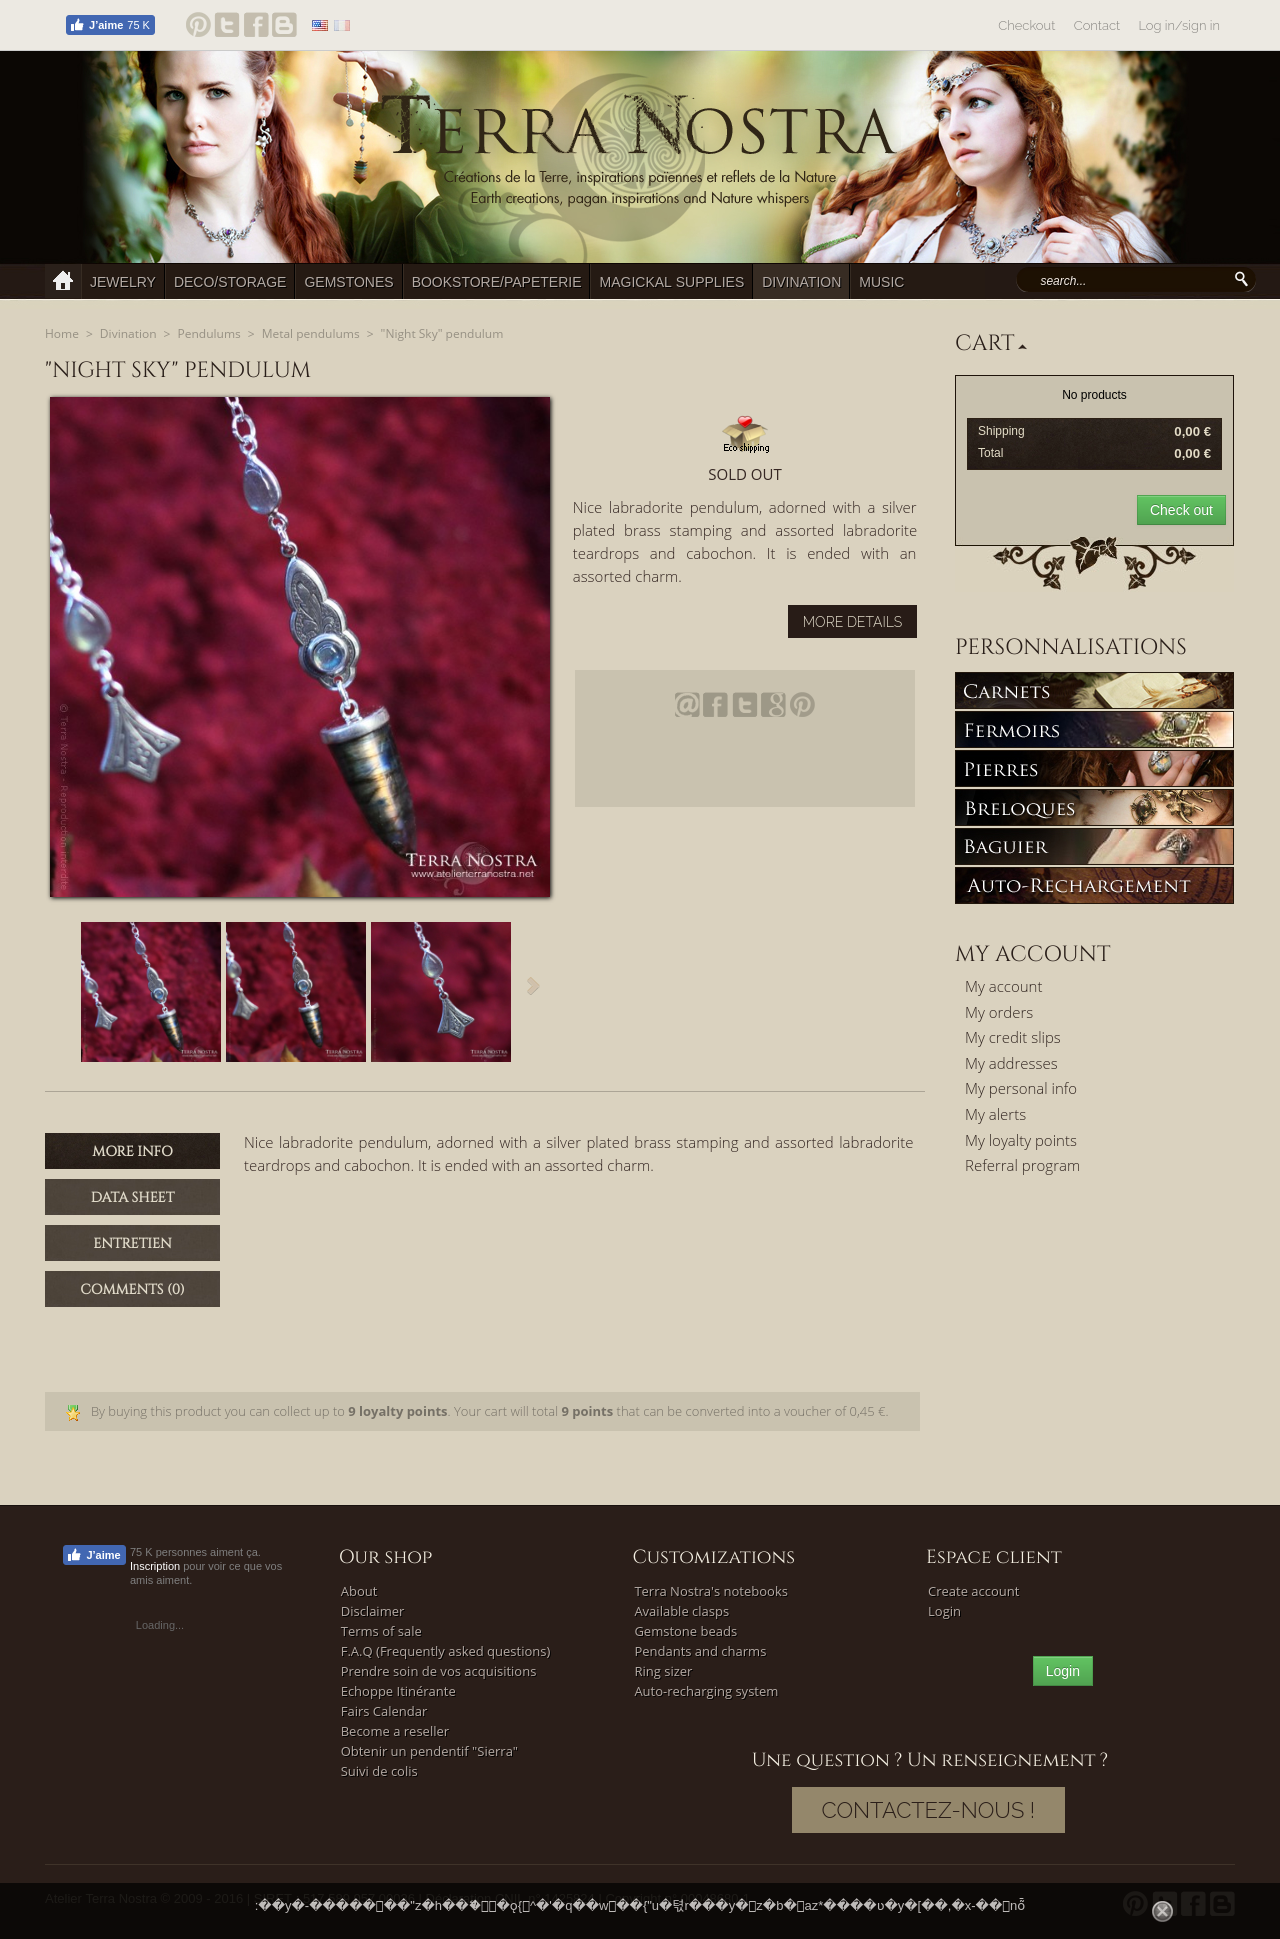 J'aime 75 K
Checkout Contact Log in/sign in
TERRA NOSTRA
Créations de la Terre, inspirations païennes et reflets de la Nature
Earth creations, pagan inspirations and Nature whispers
JEWELRY DECO/STORAGE GEMSTONES BOOKSTORE/PAPETERIE MAGICKAL SUPPLIES DIVINATION MUSIC search...
Home > Divination > Pendulums > Metal pendulums > "Night Sky" pendulum
"NIGHT SKY" PENDULUM
© Terra Nostra - Reproduction interdite
TERRA NOSTRA
www.atelierterranostra.net
Eco shipping
SOLD OUT
Nice labradorite pendulum, adorned with a silver
plated brass stamping and assorted labradorite
teardrops and cabochon. It is ended with an
assorted charm.
MORE DETAILS
TERRA NOSTRA
TERRA NOSTRA
TERRA NOSTRA
MORE INFO
DATA SHEET
ENTRETIEN
COMMENTS (0)
Nice labradorite pendulum, adorned with a silver plated brass stamping and assorted labradorite
teardrops and cabochon. It is ended with an assorted charm.
By buying this product you can collect up to 9 loyalty points. Your cart will total 9 points that can be converted into a voucher of 0,45 €.
CART
No products
Shipping 0,00 €
Total 0,00 €
Check out
PERSONNALISATIONS
CARNETS
FERMOIRS
PIERRES
BRELOQUES
BAGUIER
AUTO-RECHARGEMENT
MY ACCOUNT
My account
My orders
My credit slips
My addresses
My personal info
My alerts
My loyalty points
Referral program
J'aime
75 K personnes aiment ça.
Inscription pour voir ce que vos
amis aiment.
Loading...
Our shop
About
Disclaimer
Terms of sale
F.A.Q (Frequently asked questions)
Prendre soin de vos acquisitions
Echoppe Itinérante
Fairs Calendar
Become a reseller
Obtenir un pendentif "Sierra"
Suivi de colis
Customizations
Terra Nostra's notebooks
Available clasps
Gemstone beads
Pendants and charms
Ring sizer
Auto-recharging system
Espace client
Create account
Login
Login
Une question ? Un renseignement ?
CONTACTEZ-NOUS !
Atelier Terra Nostra © 2009 - 2016